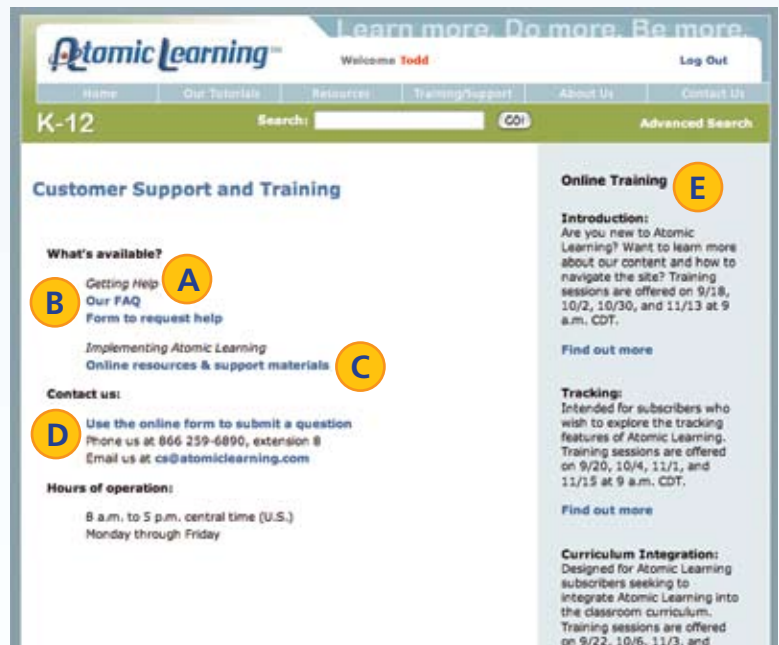 Learn more. Do more. Be more.
Atomic Learning
Welcome Todd
Log Out
Home Our Tutorials Resources Training/Support About Us Contact Us
K-12
Search:
GO!
Advanced Search
Customer Support and Training
What's available?
Getting Help
A
B
Our FAQ
Form to request help
Implementing Atomic Learning
Online resources & support materials
C
Contact us:
D
Use the online form to submit a question
Phone us at 866 259-6890, extension 8
Email us at cs@atomiclearning.com
Hours of operation:
8 a.m. to 5 p.m. central time (U.S.)
Monday through Friday
Online Training
E
Introduction:
Are you new to Atomic
Learning? Want to learn more
about our content and how to
navigate the site? Training
sessions are offered on 9/18,
10/2, 10/30, and 11/13 at 9
a.m. CDT.
Find out more
Tracking:
Intended for subscribers who
wish to explore the tracking
features of Atomic Learning.
Training sessions are offered
on 9/20, 10/4, 11/1, and
11/15 at 9 a.m. CDT.
Find out more
Curriculum Integration:
Designed for Atomic Learning
subscribers seeking to
integrate Atomic Learning into
the classroom curriculum.
Training sessions are offered
on 9/22, 10/6, 11/3, and